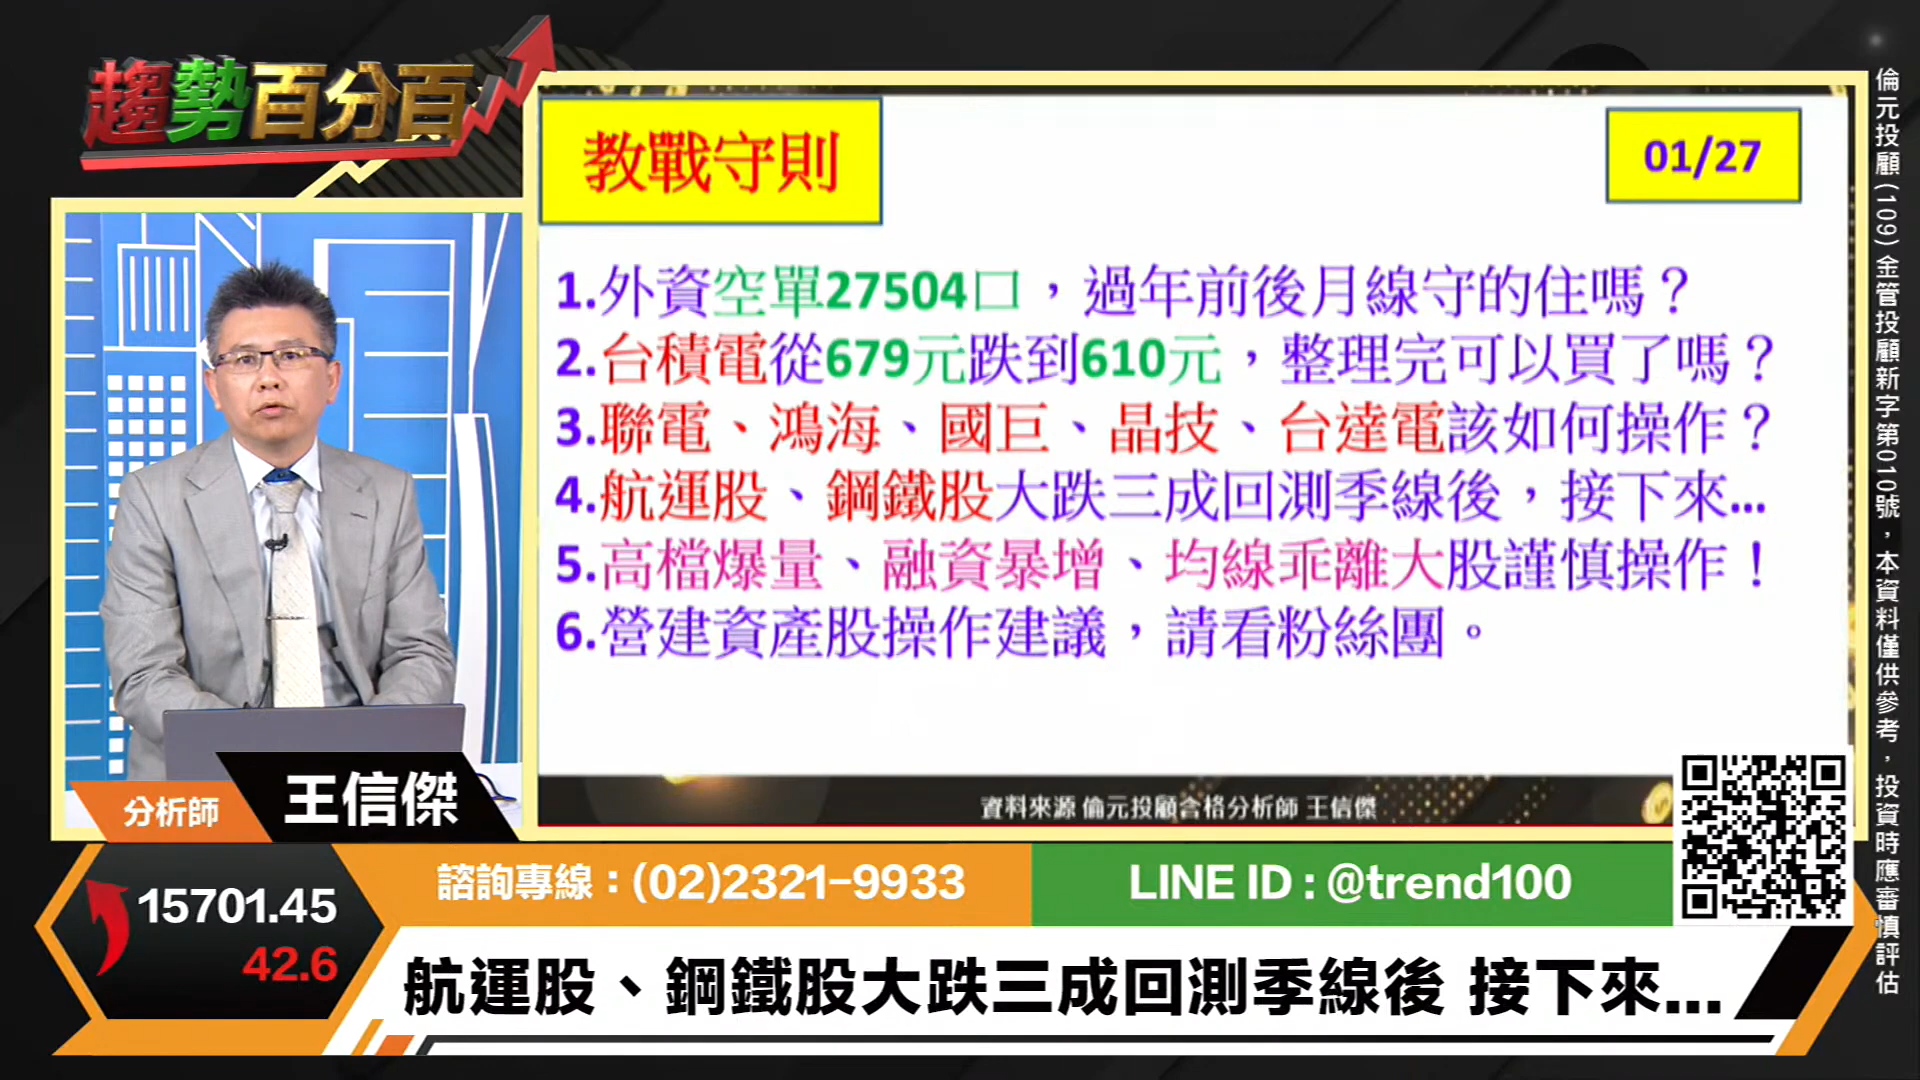 趨勢百分百
教戰守則
01/27
1.外資空單27504口，過年前後月線守的住嗎？
2.台積電從679元跌到610元，整理完可以買了嗎？
3.聯電、鴻海、國巨、晶技、台達電該如何操作？
4.航運股、鋼鐵股大跌三成回測季線後，接下來...
5.高檔爆量、融資暴增、均線乖離大股謹慎操作！
6.營建資產股操作建議，請看粉絲團。
資料來源 倫元投顧合格分析師 王信傑
分析師
王信傑
15701.45
42.6
諮詢專線：(02)2321-9933
LINE ID : @trend100
航運股、鋼鐵股大跌三成回測季線後 接下來...
倫元投顧(109)金管投顧新字第010號，本資料僅供參考，投資時應審慎評估